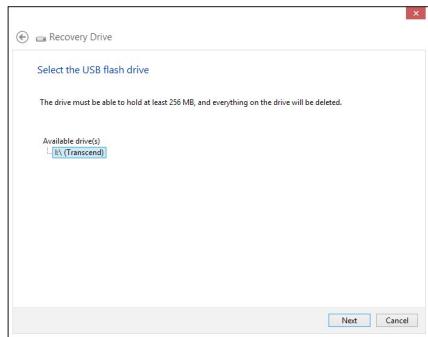 Recovery Drive
Select the USB flash drive
The drive must be able to hold at least 256 MB, and everything on the drive will be deleted.
Available drive(s)
I:\ (Transcend)
Next
Cancel